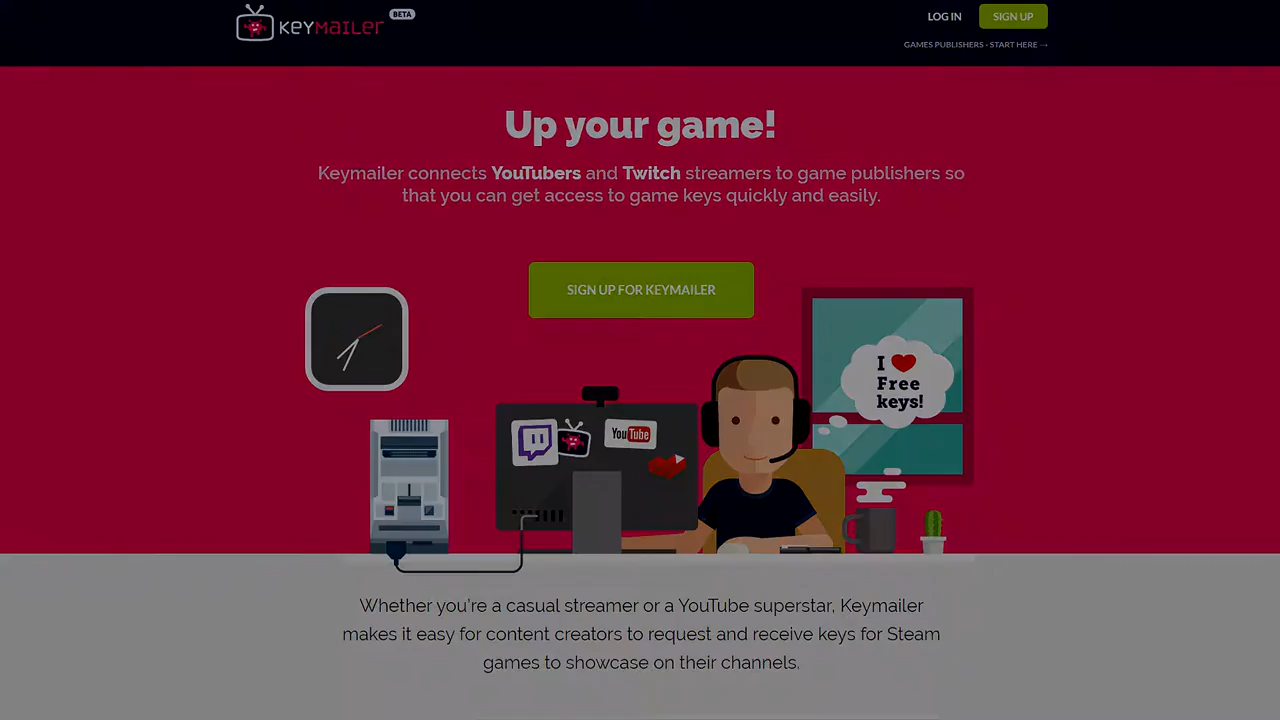 KEYMAILER BETA
LOG IN
SIGN UP
GAMES PUBLISHERS - START HERE →
Up your game!
Keymailer connects YouTubers and Twitch streamers to game publishers so
that you can get access to game keys quickly and easily.
SIGN UP FOR KEYMAILER
I
Free
keys!
YouTube
Whether you're a casual streamer or a YouTube superstar, Keymailer
makes it easy for content creators to request and receive keys for Steam
games to showcase on their channels.